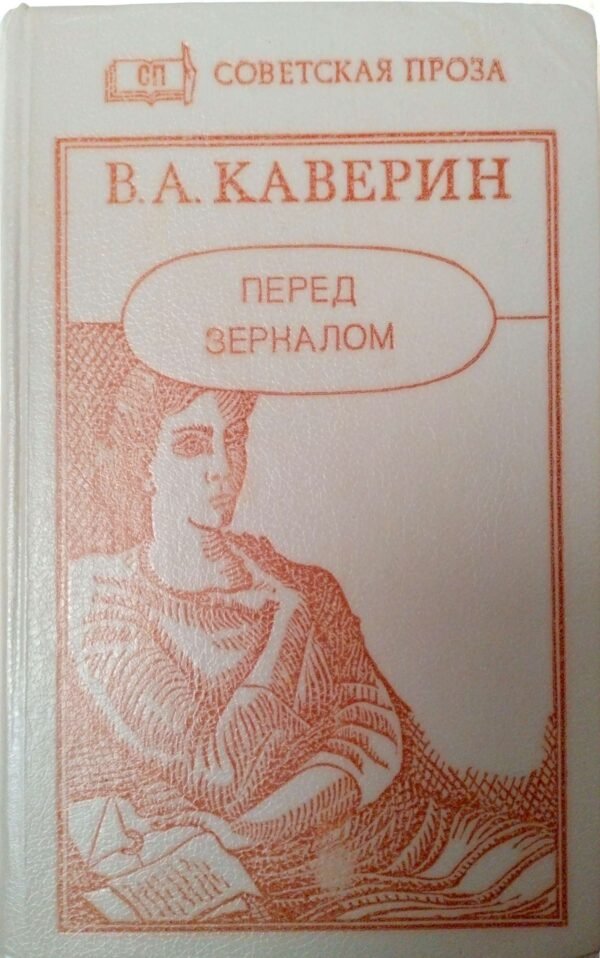 СП СОВЕТСКАЯ ПРОЗА
В. А. КАВЕРИН
ПЕРЕД
ЗЕРКАЛОМ